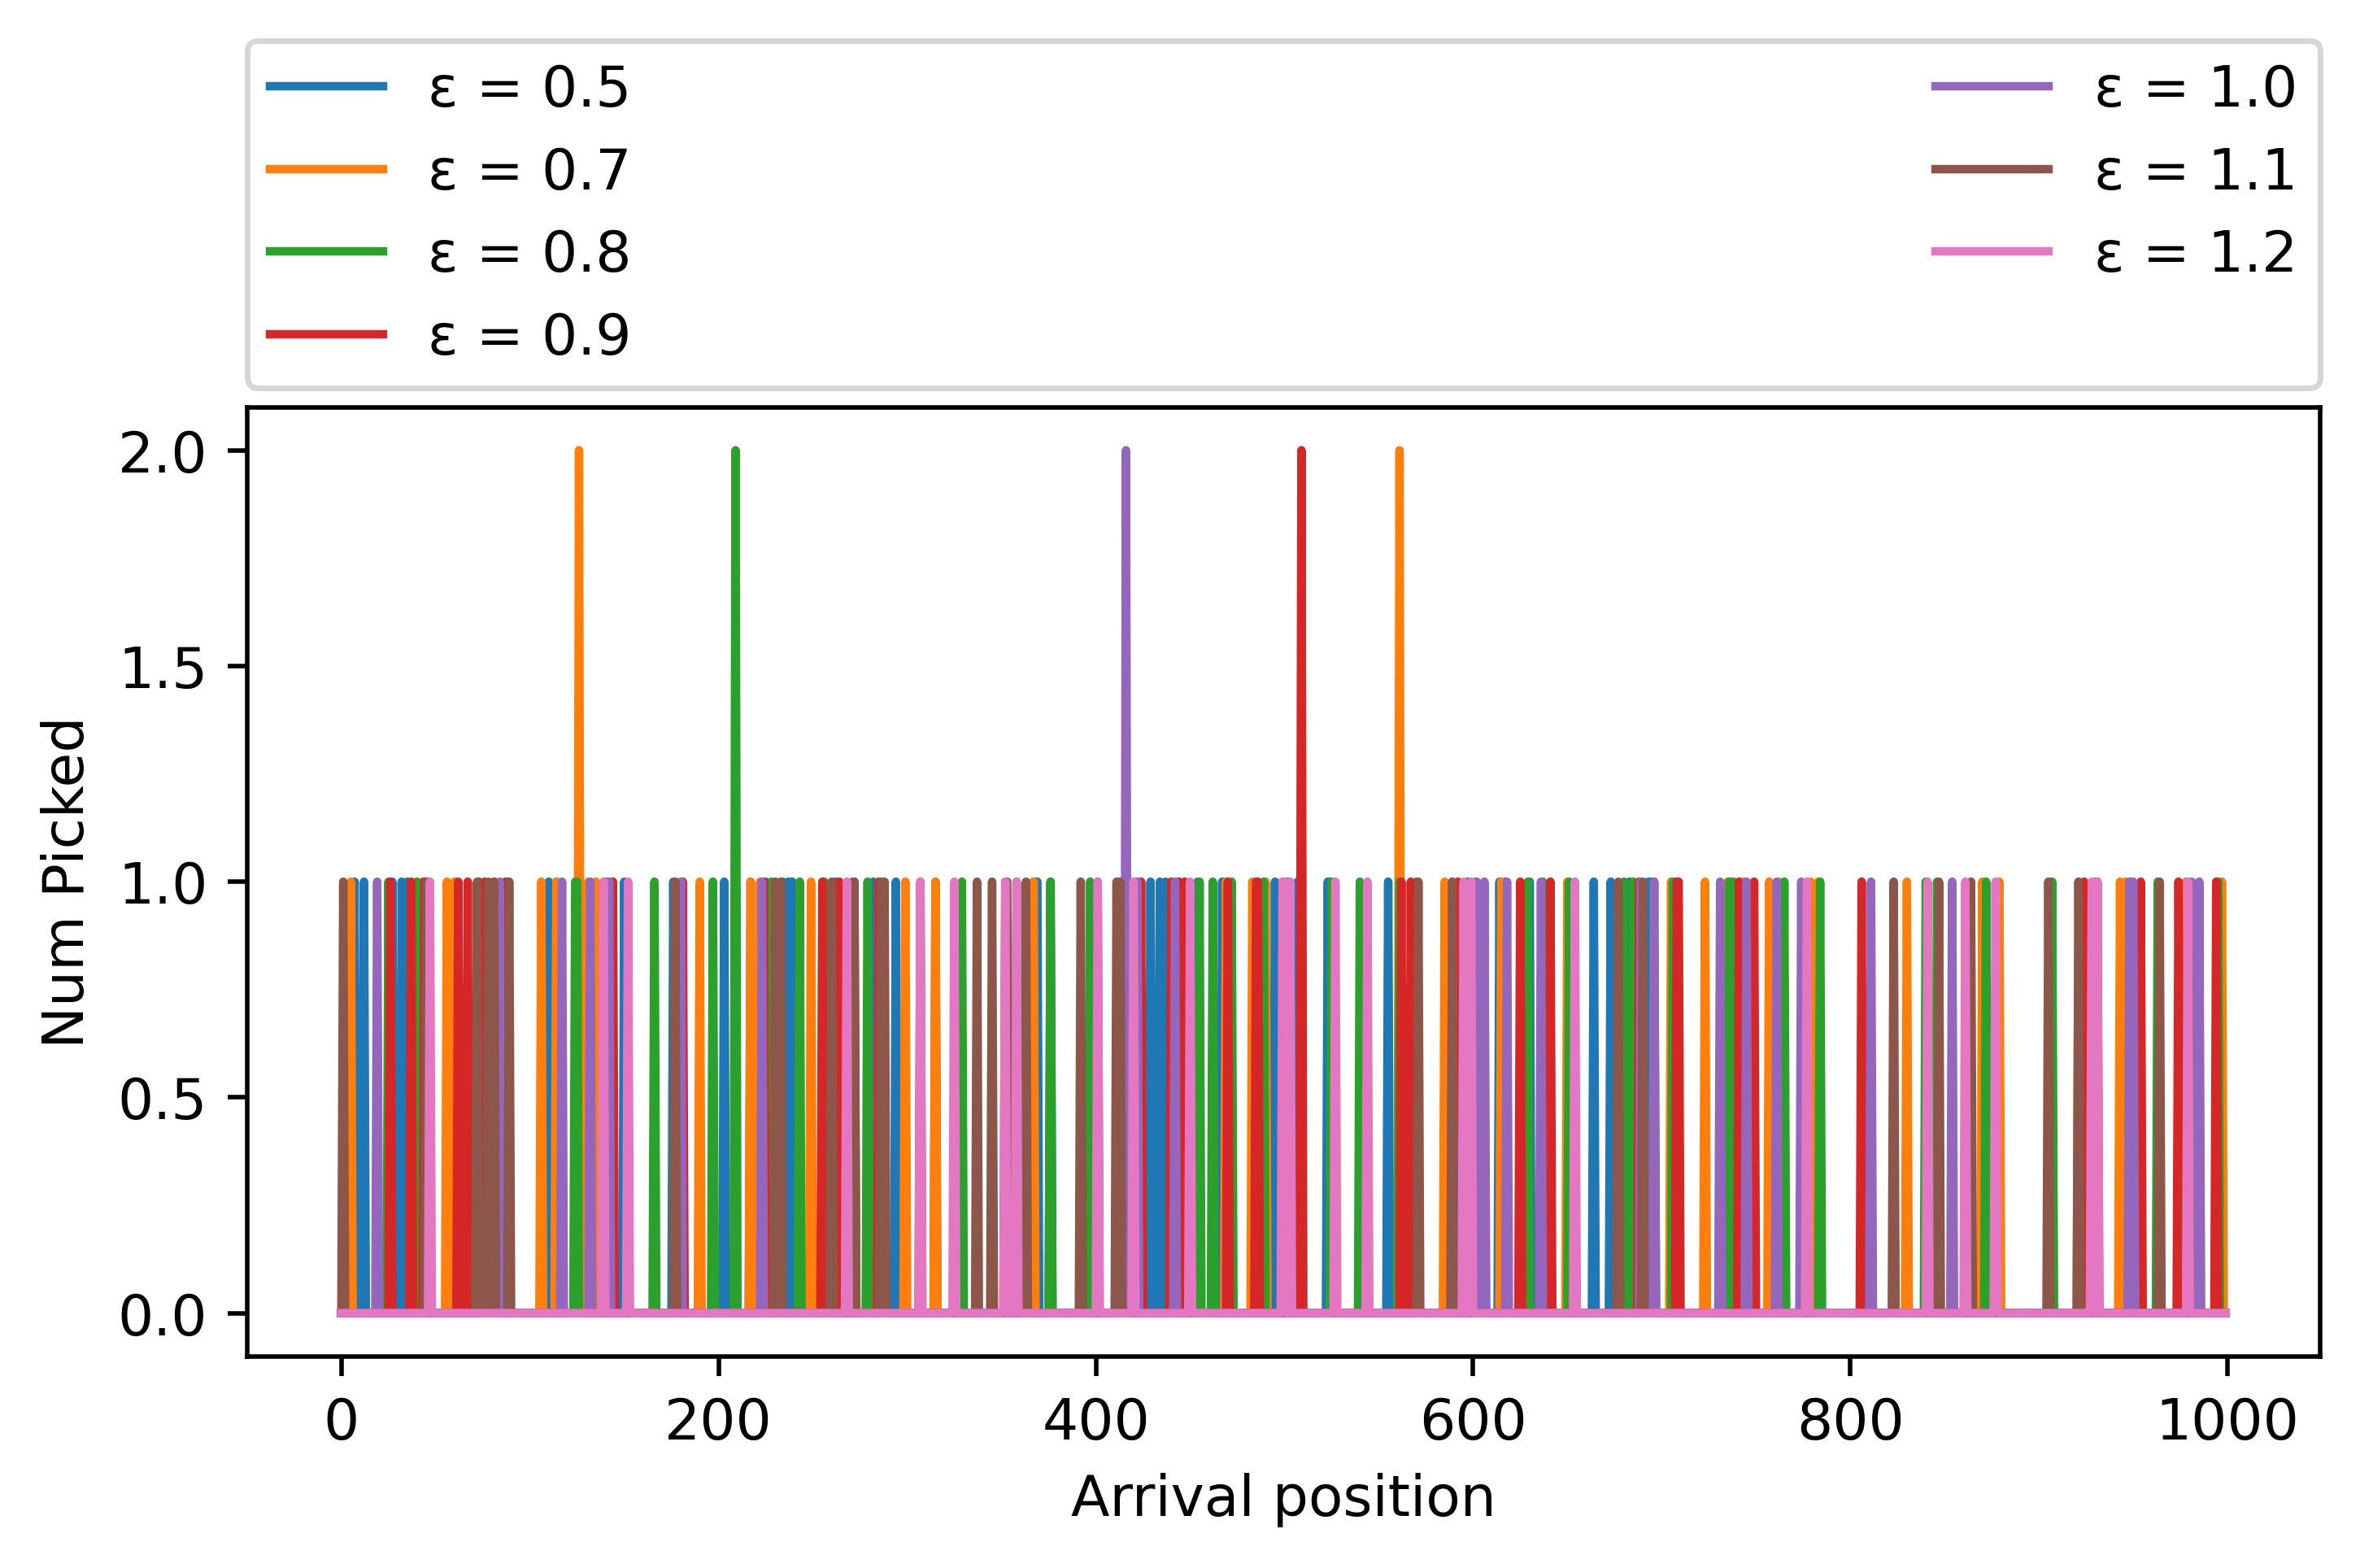 ε = 0.5
ε = 0.7
ε = 0.8
ε = 0.9
ε = 1.0
ε = 1.1
ε = 1.2
2.0
1.5
1.0
0.5
0.0
Num Picked
0 200 400 600 800 1000
Arrival position